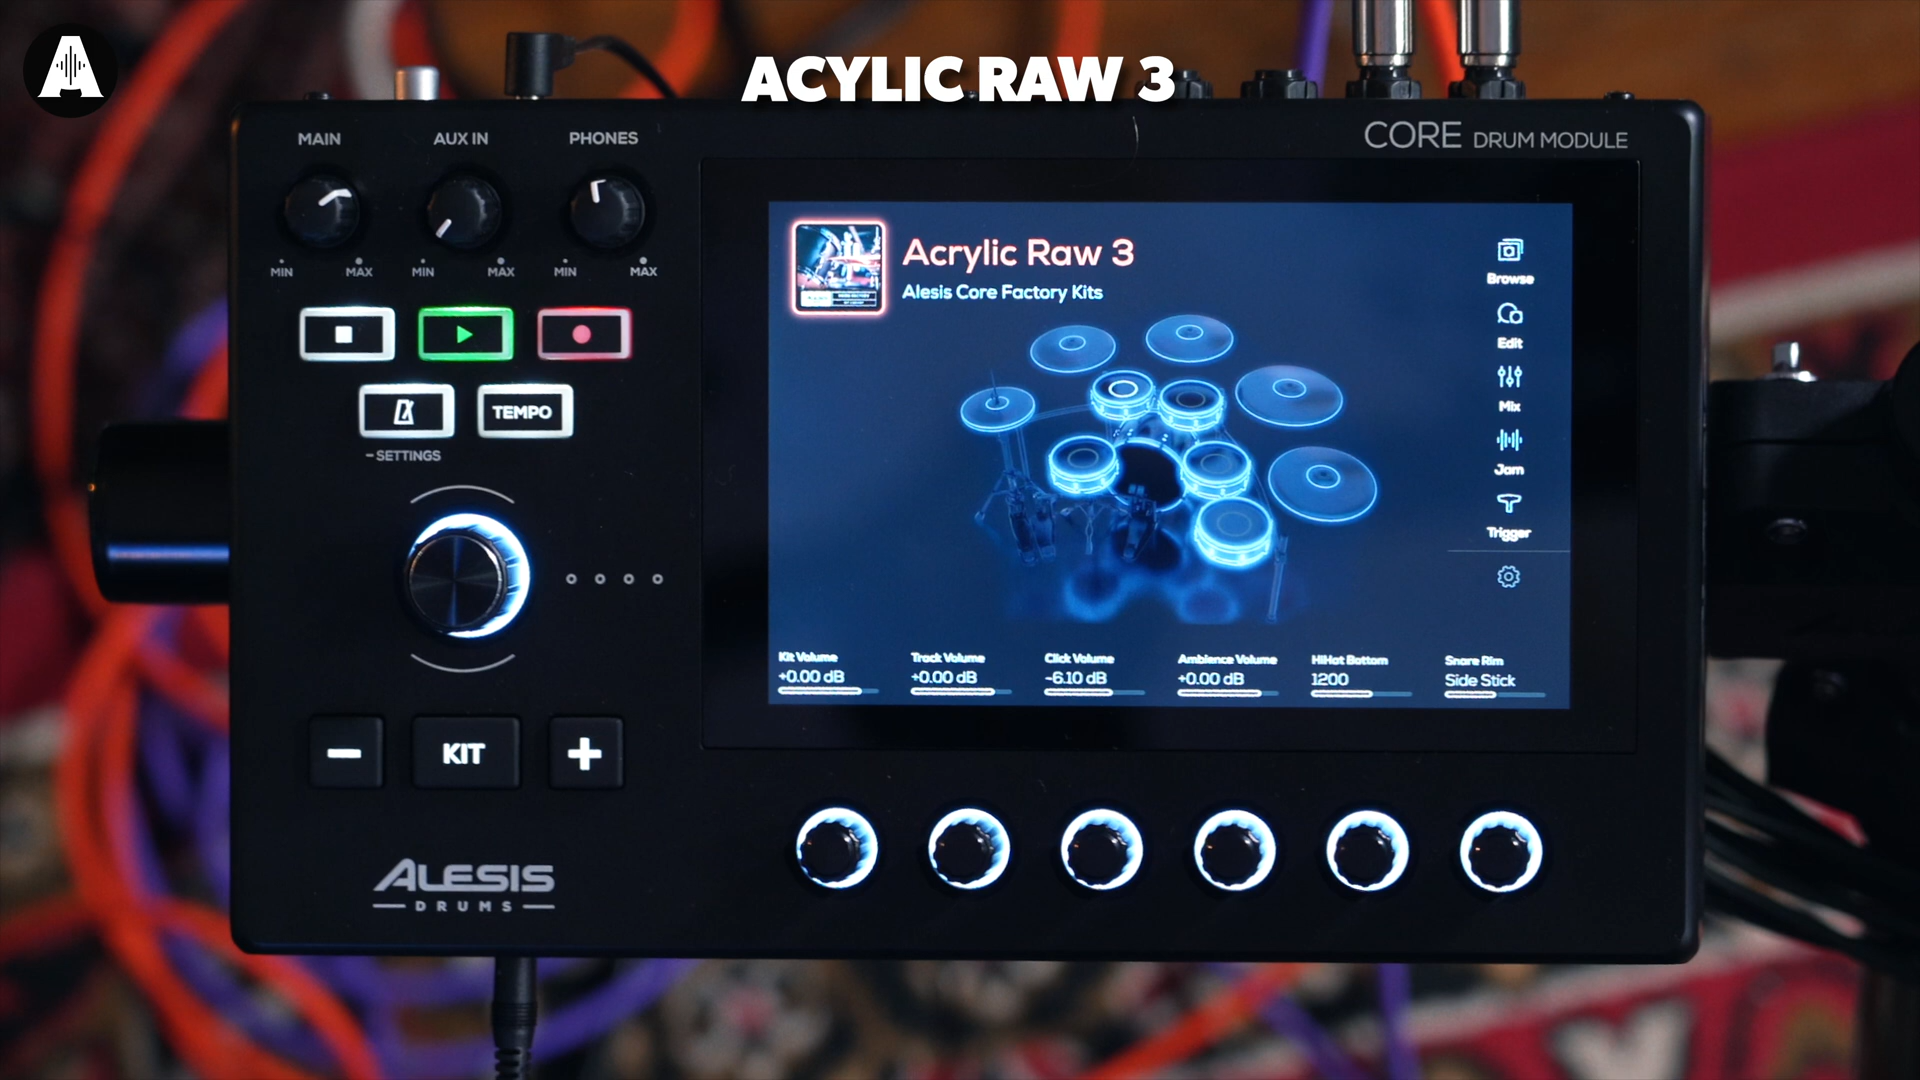 A
ACYLIC RAW 3
MAIN
AUX IN
PHONES
CORE DRUM MODULE
MIN
MAX
MIN
MAX
MIN
MAX
Acrylic Raw 3
Alesis Core Factory Kits
Browse
Edit
Mix
Jam
Trigger
TEMPO
SETTINGS
Kit Volume
+0.00 dB
Track Volume
+0.00 dB
Click Volume
-6.10 dB
Ambience Volume
+0.00 dB
HiHat Bottom
1200
Snare Rim
Side Stick
KIT
ALESIS
DRUMS